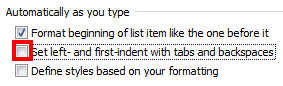 Automatically as you type
Format beginning of list item like the one before it
Set left- and first-indent with tabs and backspaces
Define styles based on your formatting